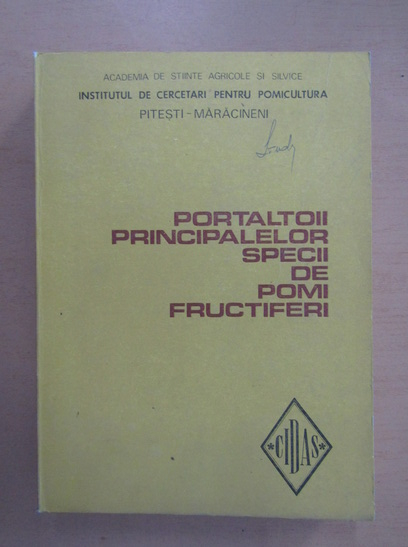 ACADEMIA DE STIINTE AGRICOLE SI SILVICE
INSTITUTUL DE CERCETARI PENTRU POMICULTURA
PITEȘTI - MĂRĂCINENI
PORTALTOII
PRINCIPALELOR
SPECII
DE
POMI
FRUCTIFERI
*CIDAS*